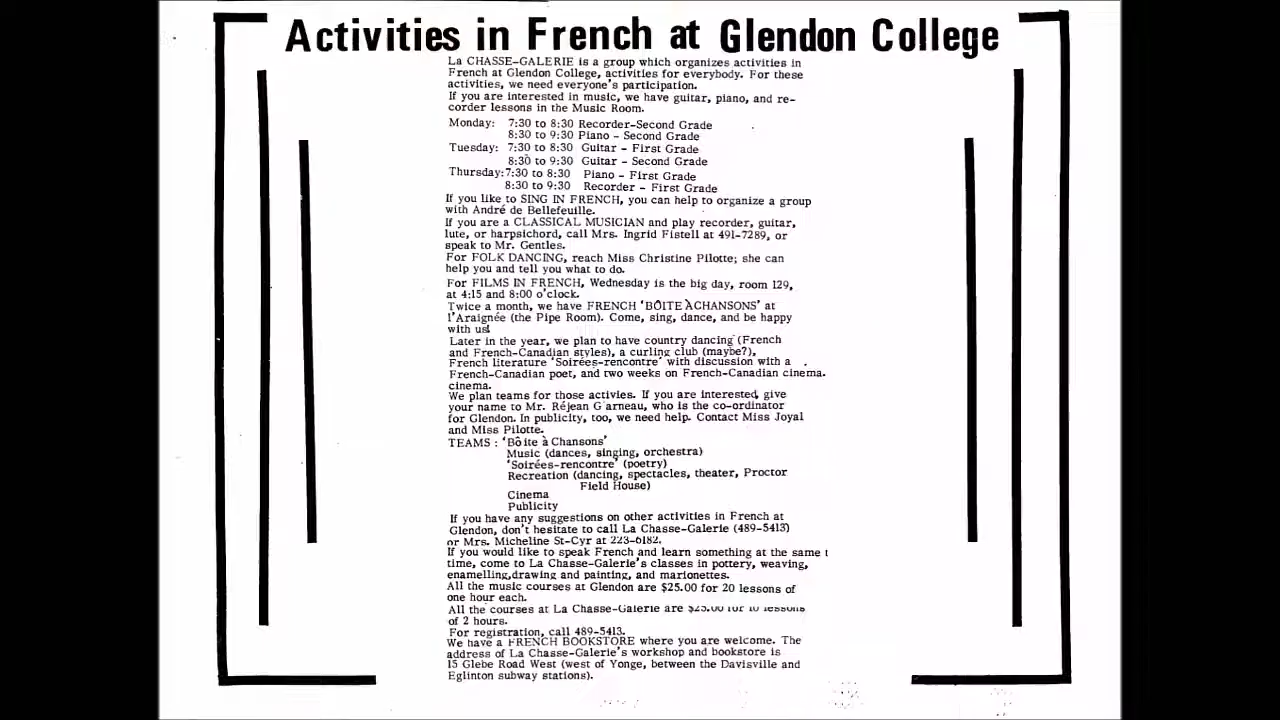 Activities in French at Glendon College
La CHASSE-GALERIE is a group which organizes activities in
French at Glendon College, activities for everybody. For these
activities, we need everyone's participation.
If you are interested in music, we have guitar, piano, and re-
corder lessons in the Music Room.
Monday: 7:30 to 8:30 Recorder-Second Grade
8:30 to 9:30 Piano - Second Grade
Tuesday: 7:30 to 8:30 Guitar - First Grade
8:30 to 9:30 Guitar - Second Grade
Thursday:7:30 to 8:30 Piano - First Grade
8:30 to 9:30 Recorder - First Grade
If you like to SING IN FRENCH, you can help to organize a group
with André de Bellefeuille.
If you are a CLASSICAL MUSICIAN and play recorder, guitar,
lute, or harpsichord, call Mrs. Ingrid Fistell at 491-7289, or
speak to Mr. Gentles.
For FOLK DANCING, reach Miss Christine Pilotte; she can
help you and tell you what to do.
For FILMS IN FRENCH, Wednesday is the big day, room 129,
at 4:15 and 8:00 o'clock.
Twice a month, we have FRENCH 'BÔITE À CHANSONS' at
l'Araignée (the Pipe Room). Come, sing, dance, and be happy
with us!
Later in the year, we plan to have country dancing (French
and French-Canadian styles), a curling club (maybe?),
French literature 'Soirées-rencontre' with discussion with a
French-Canadian poet, and two weeks on French-Canadian cinema.
cinema.
We plan teams for those activies. If you are interested, give
your name to Mr. Réjean Garneau, who is the co-ordinator
for Glendon. In publicity, too, we need help. Contact Miss Joyal
and Miss Pilotte.
TEAMS : 'Bôite à Chansons'
Music (dances, singing, orchestra)
'Soirées-rencontre' (poetry)
Recreation (dancing, spectacles, theater, Proctor
Field House)
Cinema
Publicity
If you have any suggestions on other activities in French at
Glendon, don't hesitate to call La Chasse-Galerie (489-5413)
or Mrs. Micheline St-Cyr at 223-6182.
If you would like to speak French and learn something at the same t
time, come to La Chasse-Galerie's classes in pottery, weaving,
enamelling,drawing and painting, and marionettes.
All the music courses at Glendon are $25.00 for 20 lessons of
one hour each.
All the courses at La Chasse-Galerie are $25.00 for 10 lessons
of 2 hours.
For registration, call 489-5413.
We have a FRENCH BOOKSTORE where you are welcome. The
address of La Chasse-Galerie's workshop and bookstore is
15 Glebe Road West (west of Yonge, between the Davisville and
Eglinton subway stations).